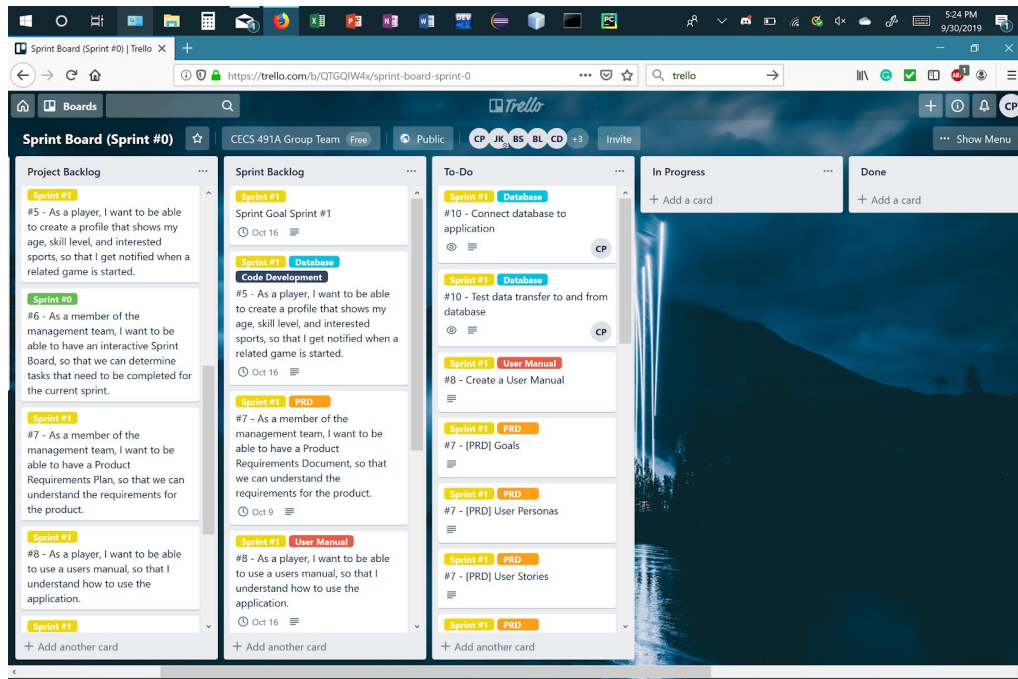 5:24 PM
9/30/2019
Sprint Board (Sprint #0) | Trello
https://trello.com/b/QTGQIW4x/sprint-board-sprint-0
trello
Boards
Trello
CP
Sprint Board (Sprint #0)
CECS 491A Group Team Free
Public
CP JK BS BL CD +3
Invite
... Show Menu
Project Backlog
Sprint #1
#5 - As a player, I want to be able
to create a profile that shows my
age, skill level, and interested
sports, so that I get notified when a
related game is started.
Sprint #0
#6 - As a member of the
management team, I want to be
able to have an interactive Sprint
Board, so that we can determine
tasks that need to be completed for
the current sprint.
Sprint #1
#7 - As a member of the
management team, I want to be
able to have a Product
Requirements Plan, so that we can
understand the requirements for
the product.
Sprint #1
#8 - As a player, I want to be able
to use a users manual, so that I
understand how to use the
application.
Sprint #1
+ Add another card
Sprint Backlog
Sprint #1
Sprint Goal Sprint #1
Oct 16
Sprint #1 Database
Code Development
#5 - As a player, I want to be able
to create a profile that shows my
age, skill level, and interested
sports, so that I get notified when a
related game is started.
Oct 16
Sprint #1 PRD
#7 - As a member of the
management team, I want to be
able to have a Product
Requirements Document, so that
we can understand the
requirements for the product.
Oct 9
Sprint #1 User Manual
#8 - As a player, I want to be able
to use a users manual, so that I
understand how to use the
application.
Oct 16
+ Add another card
To-Do
Sprint #1 Database
#10 - Connect database to
application
CP
Sprint #1 Database
#10 - Test data transfer to and from
database
CP
Sprint #1 User Manual
#8 - Create a User Manual
Sprint #1 PRD
#7 - [PRD] Goals
Sprint #1 PRD
#7 - [PRD] User Personas
Sprint #1 PRD
#7 - [PRD] User Stories
Sprint #1 PRD
+ Add another card
In Progress
+ Add a card
Done
+ Add a card